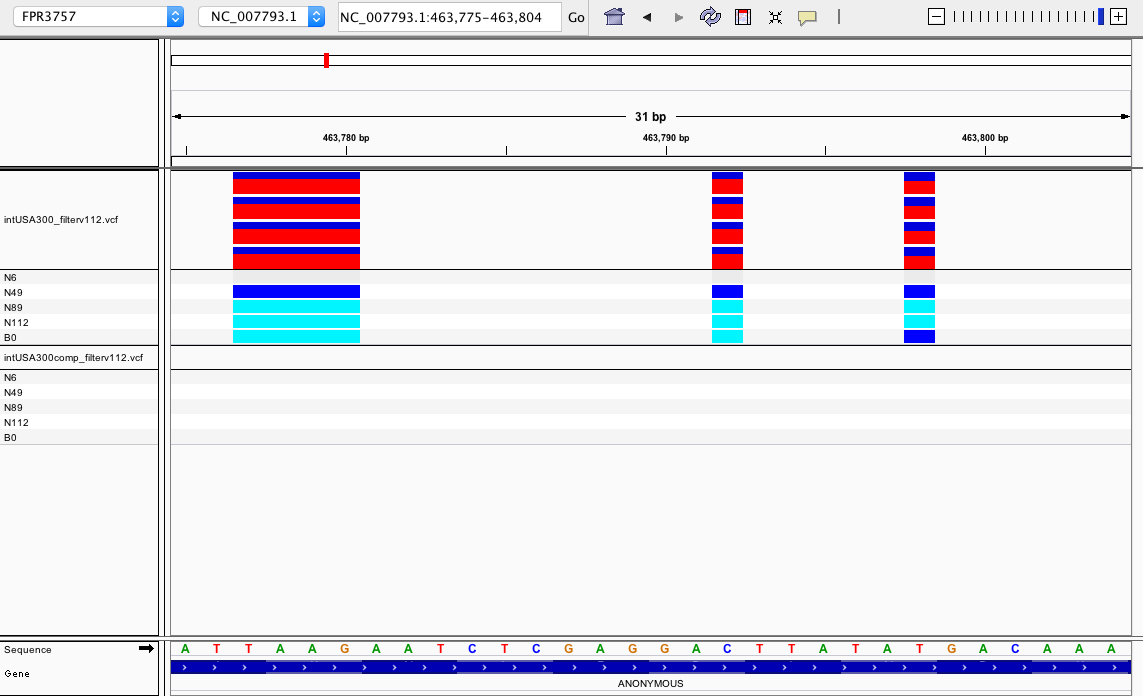 FPR3757 NC_007793.1 NC_007793.1:463,775-463,804 Go
31 bp
463,780 bp 463,790 bp 463,800 bp
intUSA300_filterv112.vcf
N6
N49
N89
N112
B0
intUSA300comp_filterv112.vcf
N6
N49
N89
N112
B0
Sequence A T T A A G A A T C T C G A G G A C T T A T A T G A C A A A
Gene
ANONYMOUS